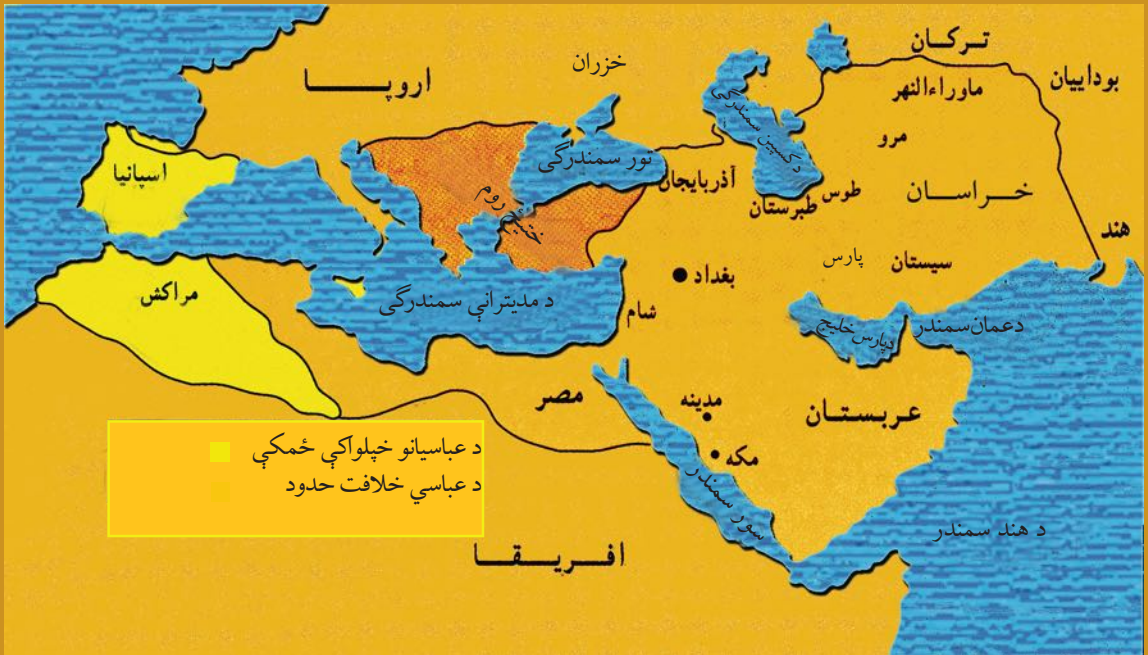 ترکان
خزران
بوداییان
اروپا
ماوراءالنهر
د کسپین سمندرگی
مرو
تور سمندرگی
اسپانیا
آذربایجان
طوس
خراسان
طبرستان
ختیځ روم
هند
پارس
سیستان
بغداد
مراکش
د مدیترانې سمندرگی
شام
دعمان سمندر
دپارس خلیج
مصر
مدینه
عربستان
مکه
د عباسیانو خپلواکې ځمکې
د عباسي خلافت حدود
سور سمندر
د هند سمندر
افریقا